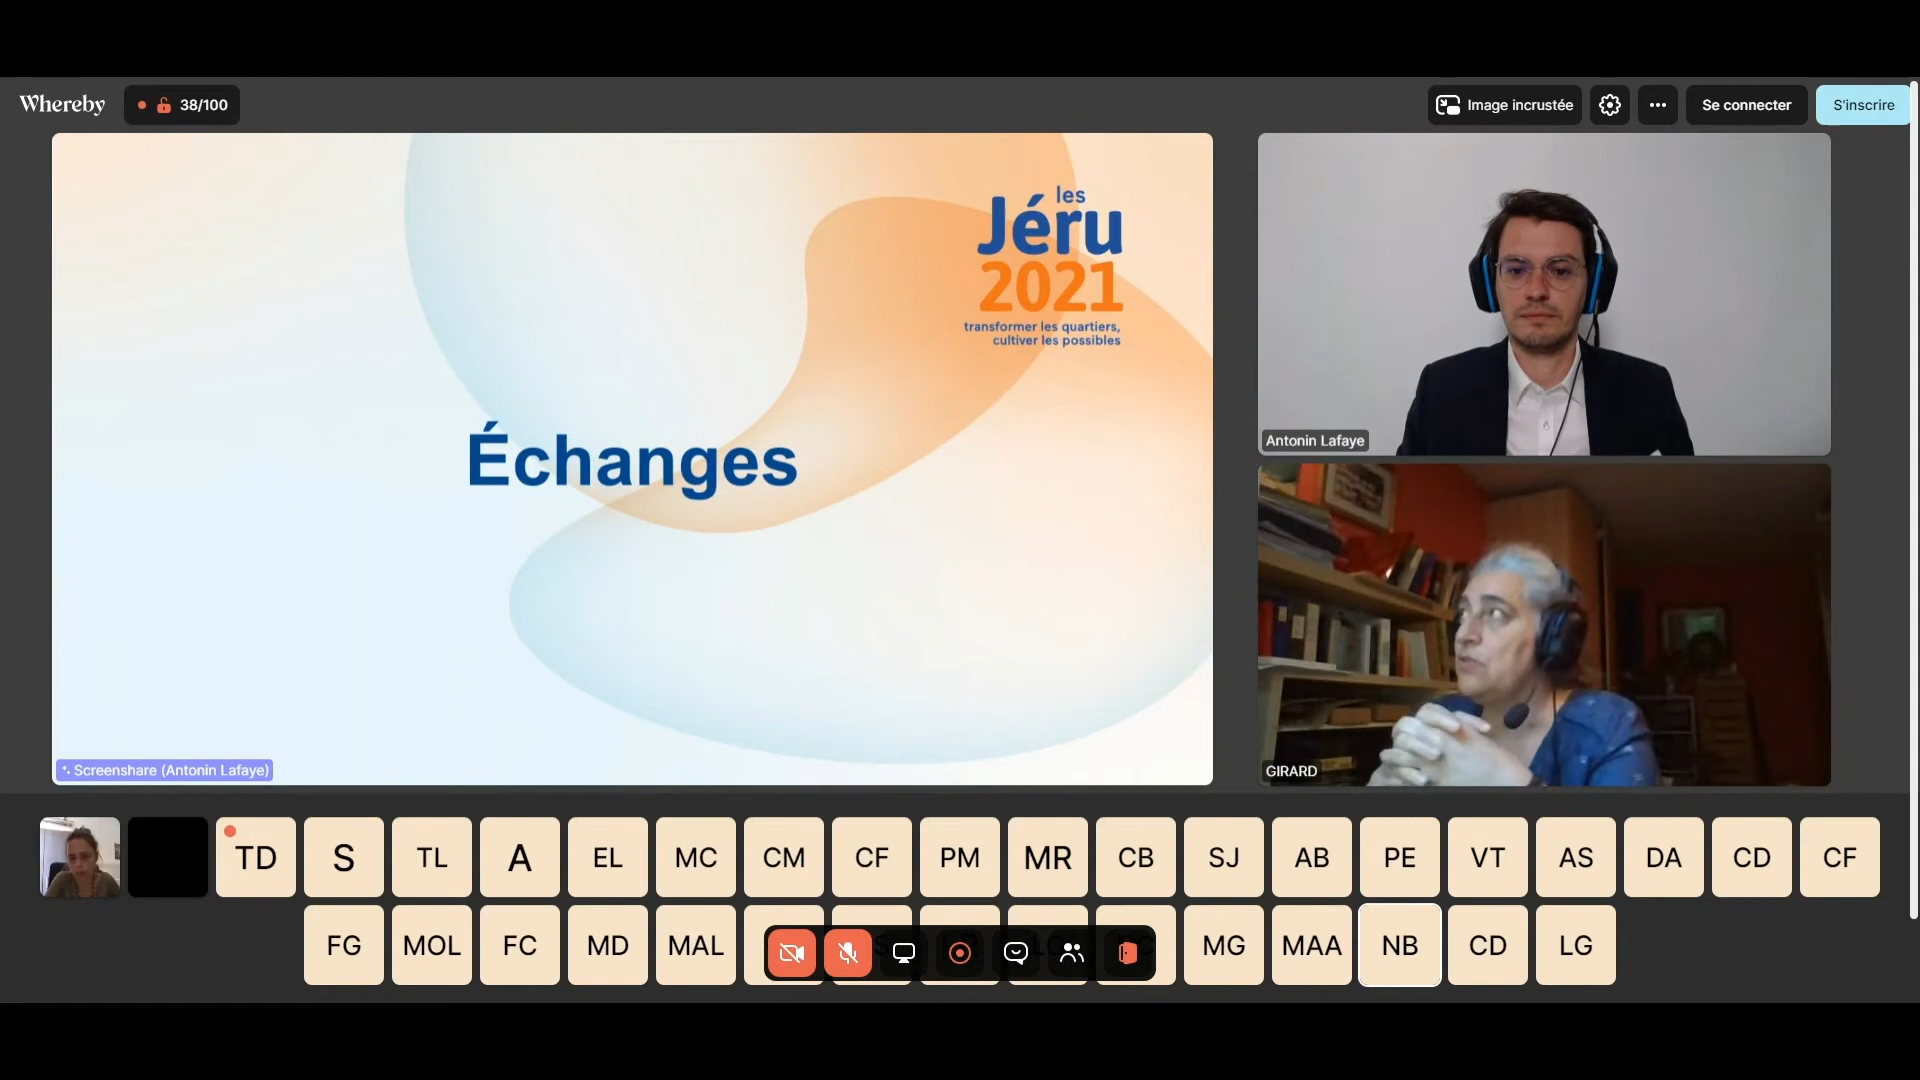 Whereby
38/100
Image incrustée
Se connecter
S'inscrire
les
Jéru
2021
transformer les quartiers,
cultiver les possibles
Échanges
Screenshare (Antonin Lafaye)
Antonin Lafaye
GIRARD
TD
S
TL
A
EL
MC
CM
CF
PM
MR
CB
SJ
AB
PE
VT
AS
DA
CD
CF
FG
MOL
FC
MD
MAL
MG
MAA
NB
CD
LG